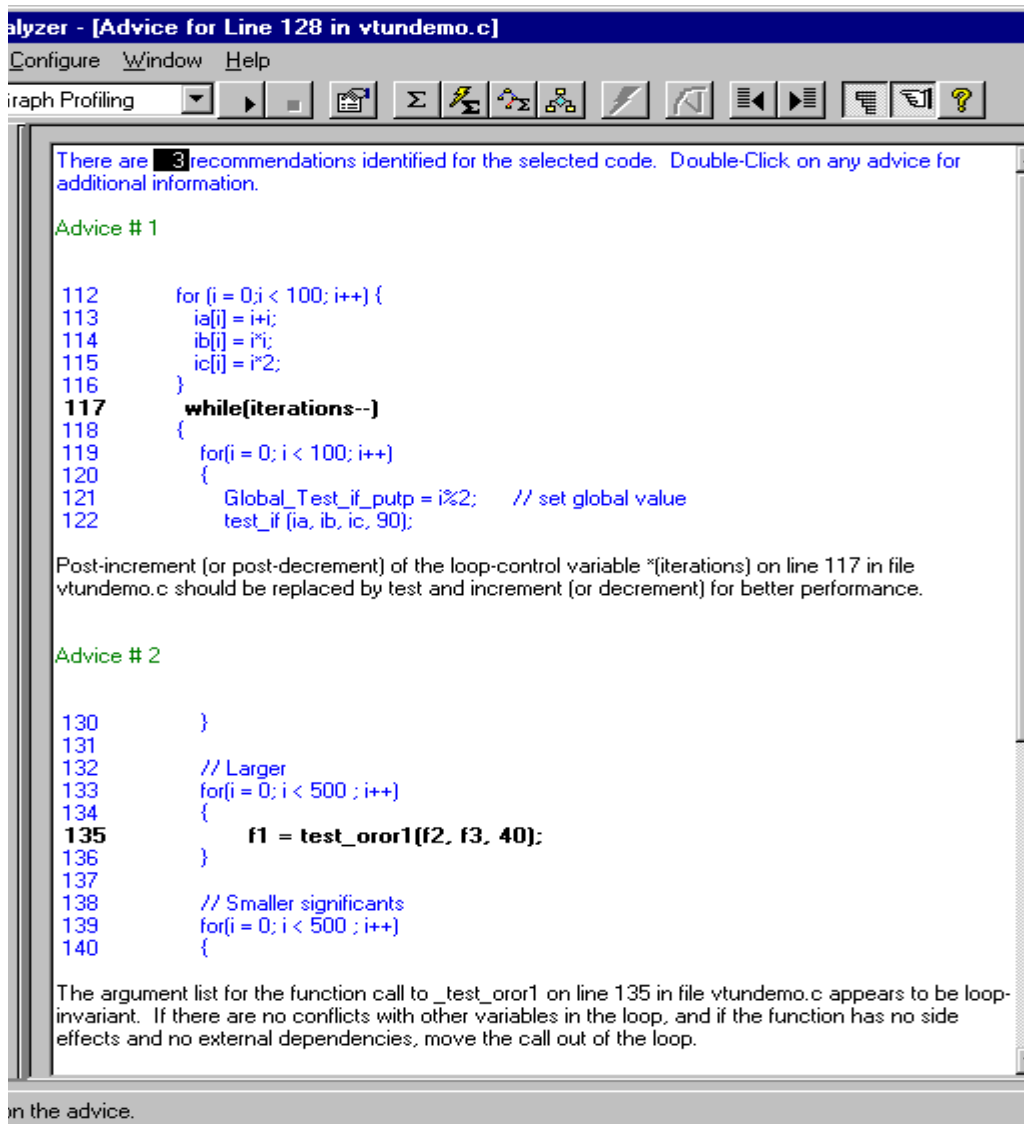 alyzer - [Advice for Line 128 in vtundemo.c]
Configure Window Help
raph Profiling
There are 3 recommendations identified for the selected code. Double-Click on any advice for
additional information.
Advice # 1
112 for (i = 0;i < 100; i++) {
113 ia[i] = i+i;
114 ib[i] = i*i;
115 ic[i] = i*2;
116 }
117 while(iterations--)
118 {
119 for(i = 0; i < 100; i++)
120 {
121 Global_Test_if_putp = i%2; // set global value
122 test_if (ia, ib, ic, 90);
Post-increment (or post-decrement) of the loop-control variable *(iterations) on line 117 in file
vtundemo.c should be replaced by test and increment (or decrement) for better performance.
Advice # 2
130 }
131
132 // Larger
133 for(i = 0; i < 500 ; i++)
134 {
135 f1 = test_oror1(f2, f3, 40);
136 }
137
138 // Smaller significants
139 for(i = 0; i < 500 ; i++)
140 {
The argument list for the function call to _test_oror1 on line 135 in file vtundemo.c appears to be loop-
invariant. If there are no conflicts with other variables in the loop, and if the function has no side
effects and no external dependencies, move the call out of the loop.
on the advice.